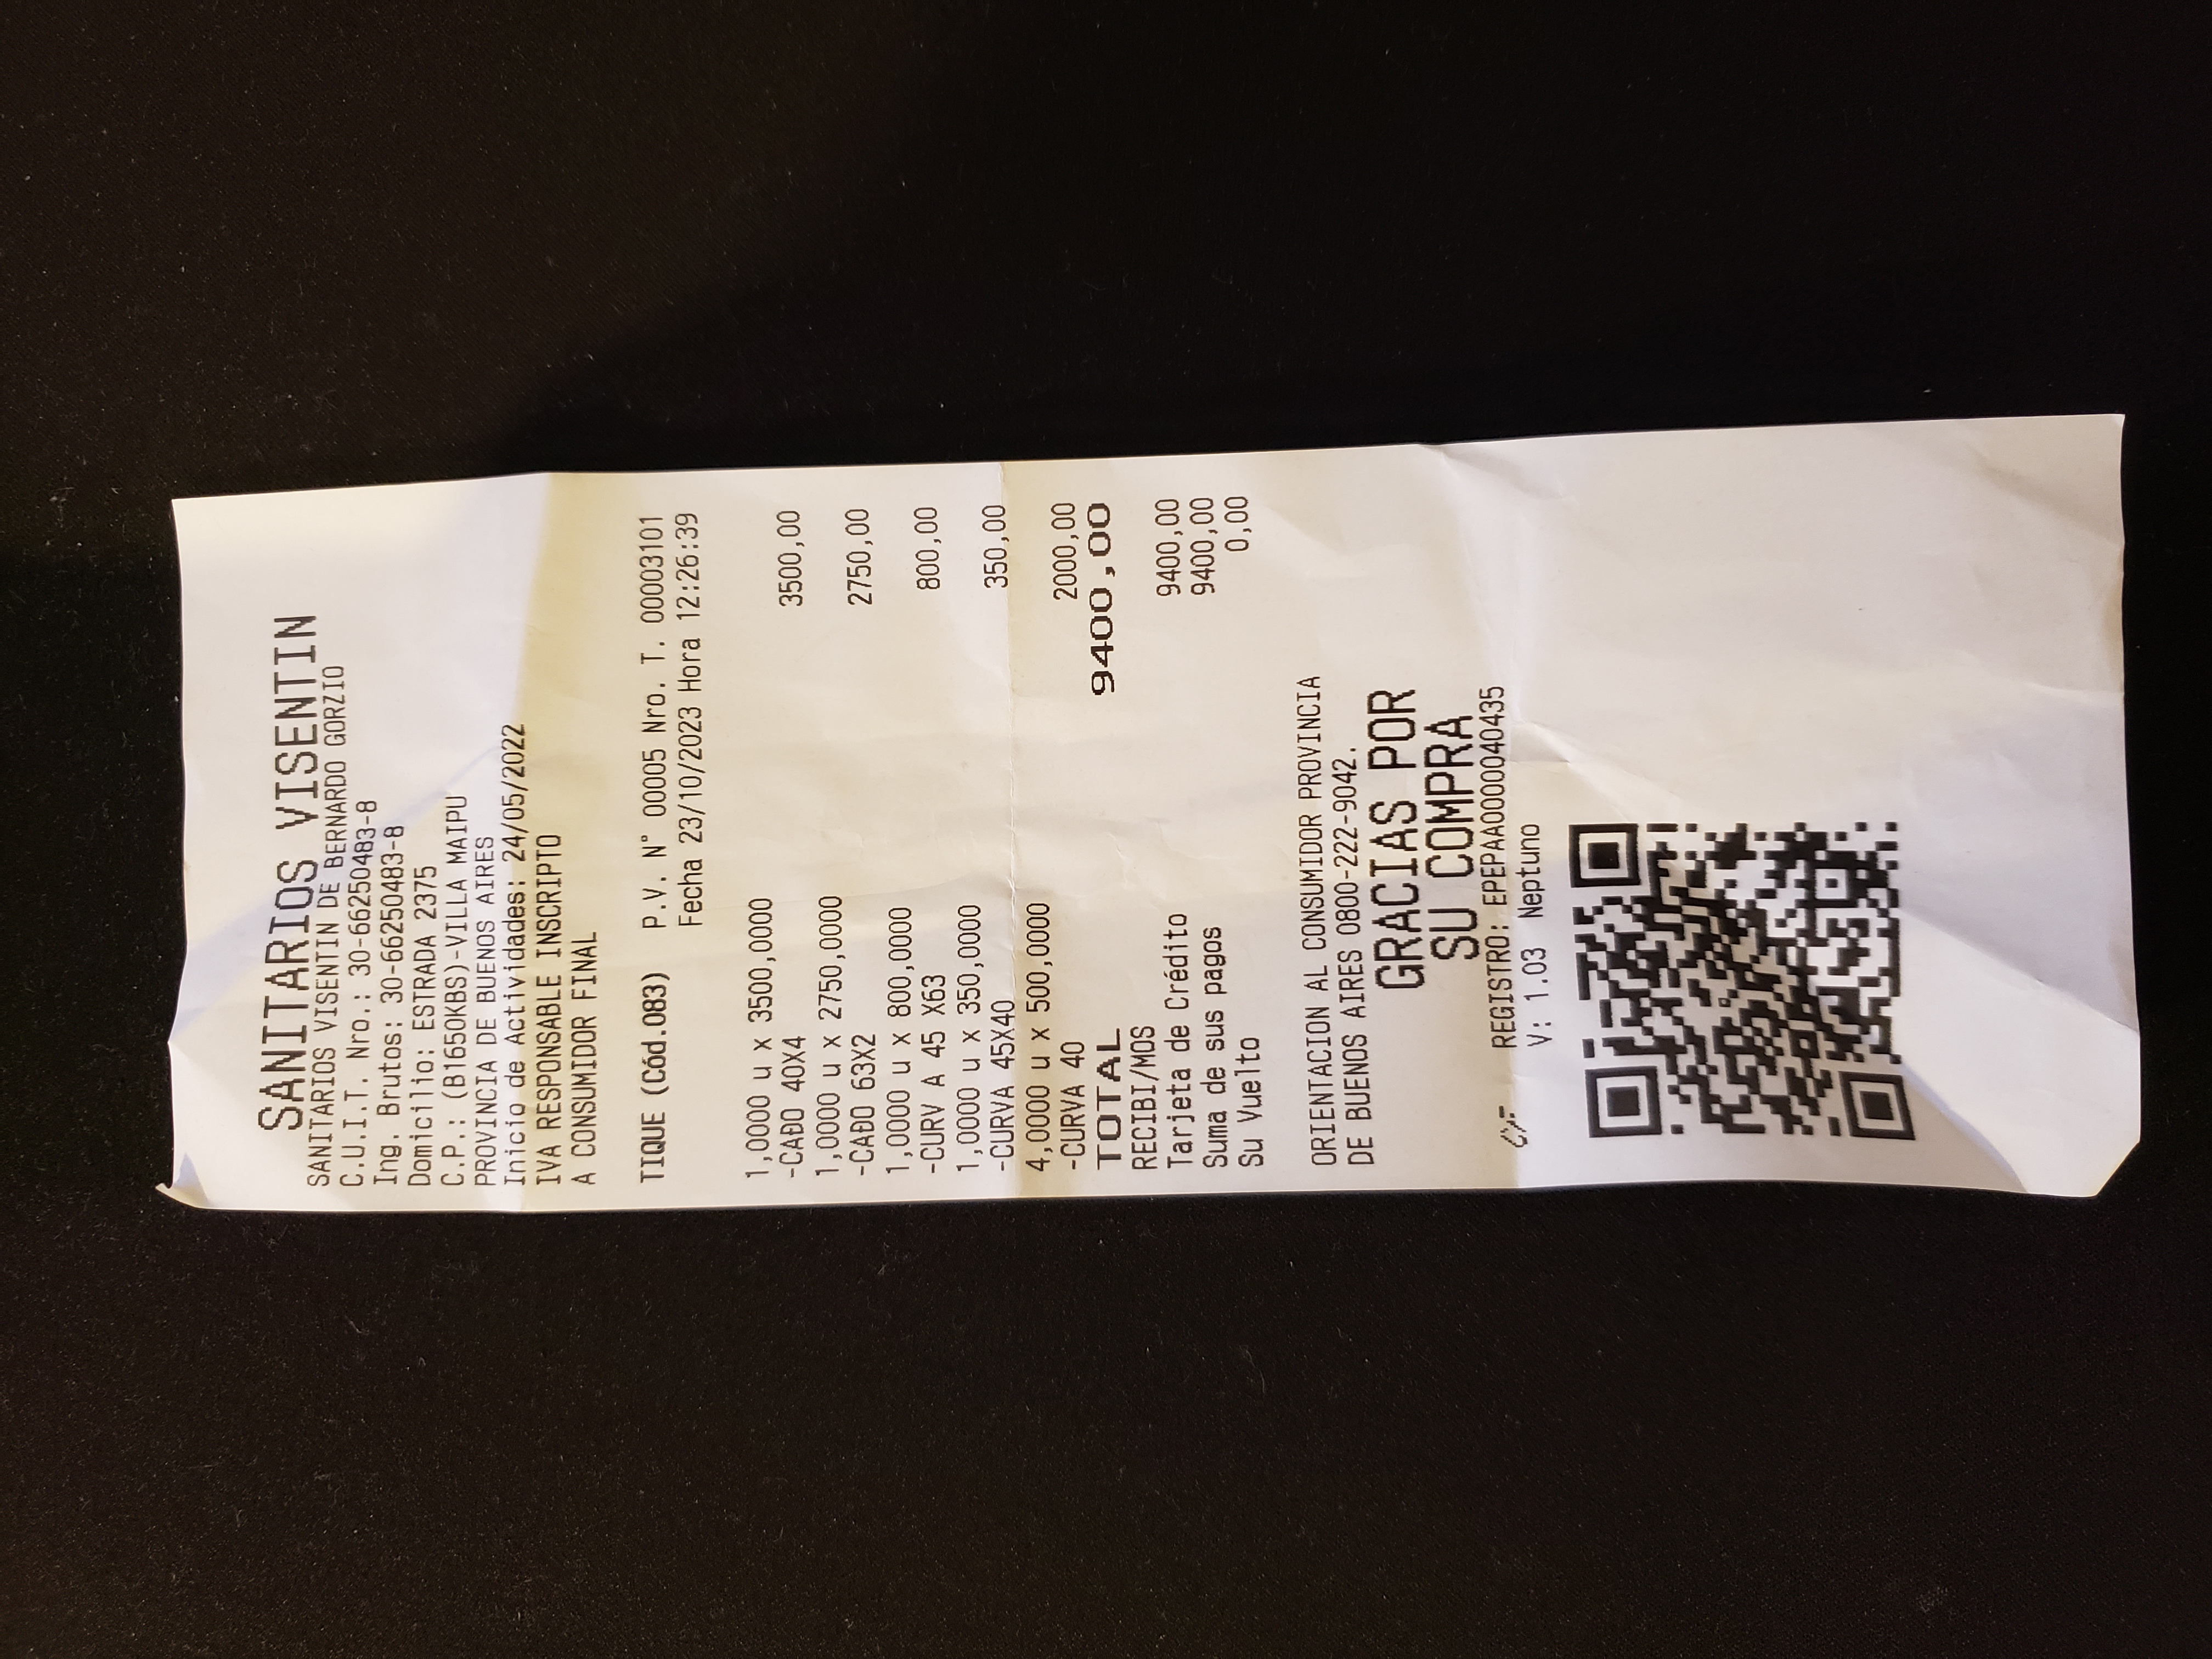 SANITARIOS VISENTIN
SANITARIOS VISENTIN DE BERNARDO GORZIO
C.U.I.T. Nro.: 30-66250483-8
Ing. Brutos: 30-66250483-8
Domicilio: ESTRADA 2375
C.P.: (B1650KBS)-VILLA MAIPU
PROVINCIA DE BUENOS AIRES
Inicio de Actividades: 24/05/2022
IVA RESPONSABLE INSCRIPTO
A CONSUMIDOR FINAL
TIQUE (Cód.083) P.V. N° 00005 Nro. T. 00003101
Fecha 23/10/2023 Hora 12:26:39
1,0000 u x 3500,0000
-CAÐO 40X4 3500,00
1,0000 u x 2750,0000
-CAÐO 63X2 2750,00
1,0000 u x 800,0000
-CURV A 45 X63 800,00
1,0000 u x 350,0000
-CURVA 45X40 350,00
4,0000 u x 500,0000
-CURVA 40 2000,00
TOTAL 9400,00
RECIBI/MOS
Tarjeta de Crédito 9400,00
Suma de sus pagos 9400,00
Su Vuelto 0,00
ORIENTACION AL CONSUMIDOR PROVINCIA
DE BUENOS AIRES 0800-222-9042.
GRACIAS POR
SU COMPRA
CF REGISTRO: EPEPAA0000040435
V: 1.03 Neptuno